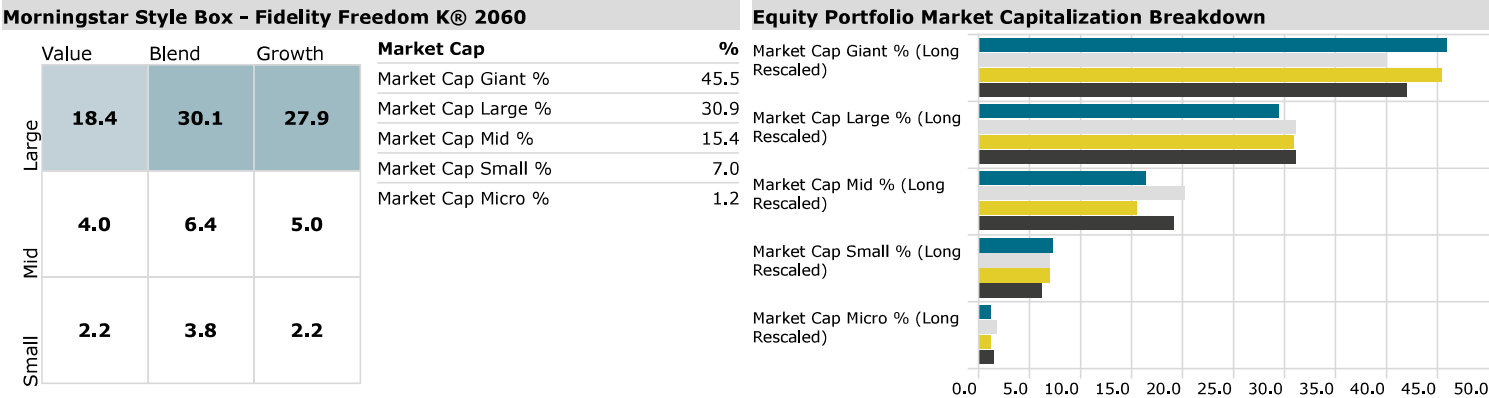 Morningstar Style Box - Fidelity Freedom K® 2060
Value Blend Growth
Large 18.4 30.1 27.9
Mid 4.0 6.4 5.0
Small 2.2 3.8 2.2
Market Cap %
Market Cap Giant % 45.5
Market Cap Large % 30.9
Market Cap Mid % 15.4
Market Cap Small % 7.0
Market Cap Micro % 1.2
Equity Portfolio Market Capitalization Breakdown
Market Cap Giant % (Long
Rescaled)
Market Cap Large % (Long
Rescaled)
Market Cap Mid % (Long
Rescaled)
Market Cap Small % (Long
Rescaled)
Market Cap Micro % (Long
Rescaled)
0.0 5.0 10.0 15.0 20.0 25.0 30.0 35.0 40.0 45.0 50.0